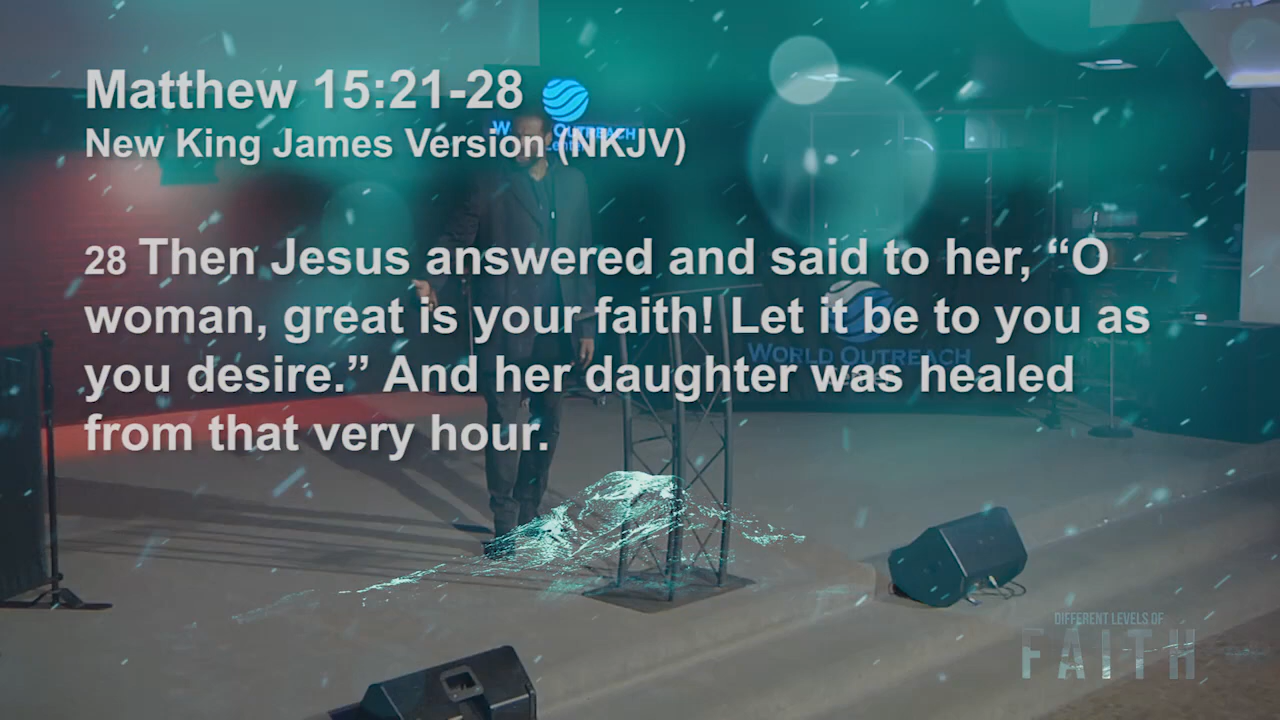 Matthew 15:21-28
New King James Version (NKJV)
28 Then Jesus answered and said to her, “O
woman, great is your faith! Let it be to you as
you desire.” And her daughter was healed
from that very hour.
WORLD OUTREACH
DIFFERENT LEVELS OF
FAITH